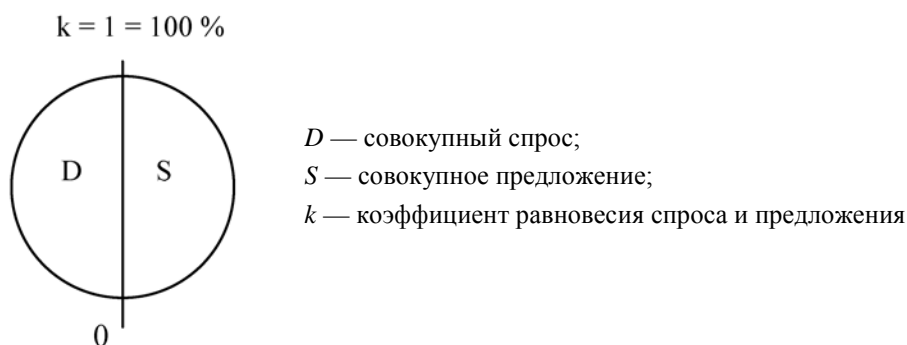 k = 1 = 100 %
D S
0
D — совокупный спрос;
S — совокупное предложение;
k — коэффициент равновесия спроса и предложения